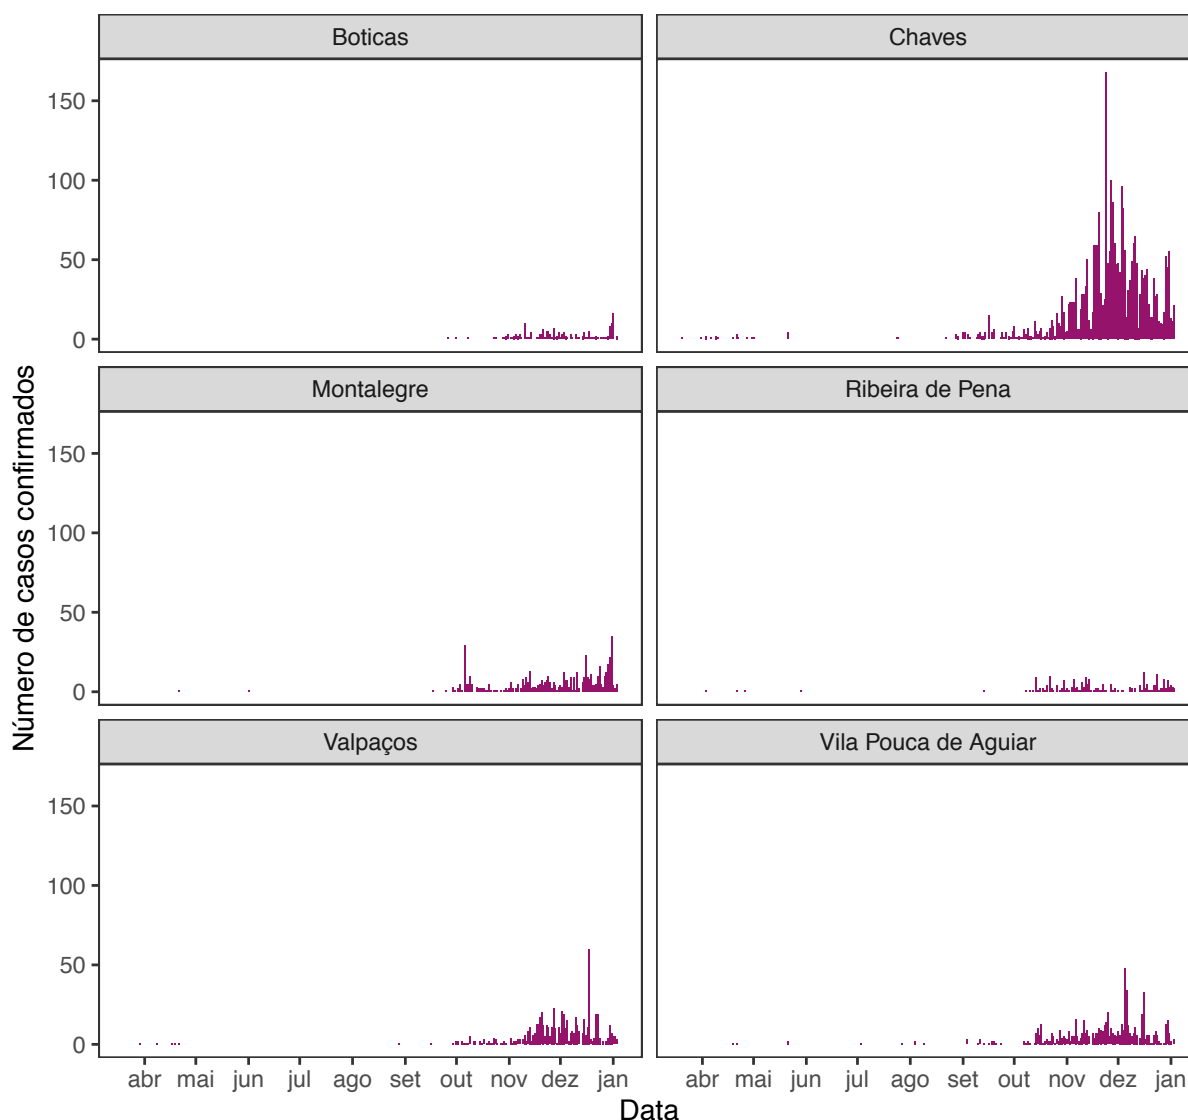 Boticas
Chaves
150
100
50
0
Montalegre
Ribeira de Pena
150
100
50
0
Valpaços
Vila Pouca de Aguiar
150
100
50
0
abr mai jun jul ago set out nov dez jan
abr mai jun jul ago set out nov dez jan
Data
Número de casos confirmados